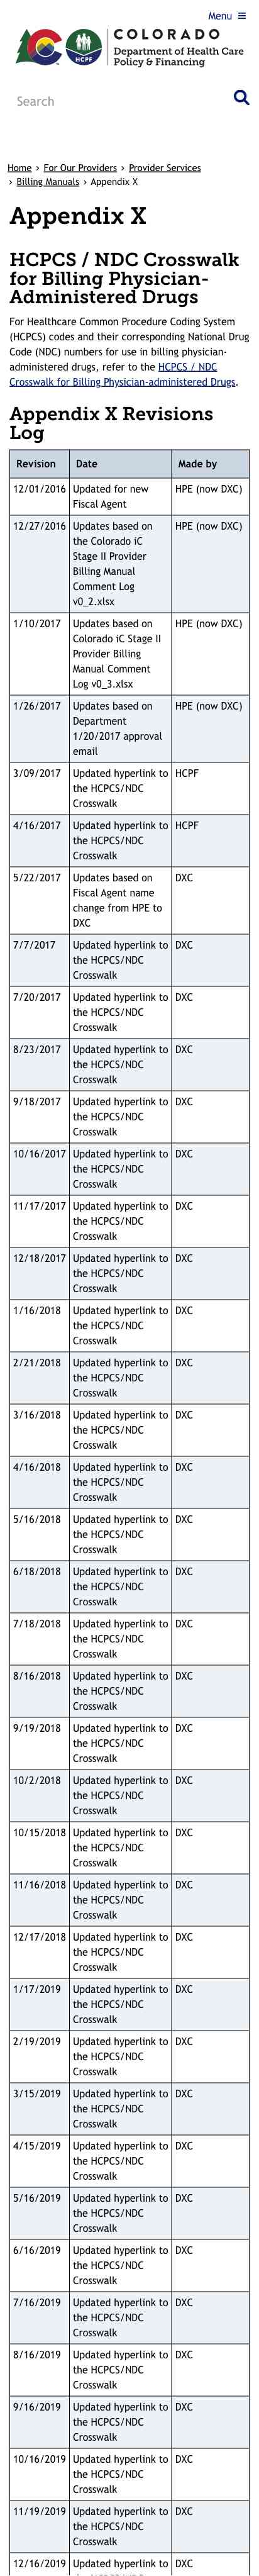 Menu ≡
COLORADO
CO
HCPF
Department of Health Care
Policy & Financing
Search
Home › For Our Providers › Provider Services
› Billing Manuals › Appendix X
Appendix X
HCPCS / NDC Crosswalk
for Billing Physician-
Administered Drugs
For Healthcare Common Procedure Coding System
(HCPCS) codes and their corresponding National Drug
Code (NDC) numbers for use in billing physician-
administered drugs, refer to the HCPCS / NDC
Crosswalk for Billing Physician-administered Drugs.
Appendix X Revisions
Log
Revision Date Made by
12/01/2016 Updated for new HPE (now DXC)
Fiscal Agent
12/27/2016 Updates based on HPE (now DXC)
the Colorado iC
Stage II Provider
Billing Manual
Comment Log
v0_2.xlsx
1/10/2017 Updates based on HPE (now DXC)
Colorado iC Stage II
Provider Billing
Manual Comment
Log v0_3.xlsx
1/26/2017 Updates based on HPE (now DXC)
Department
1/20/2017 approval
email
3/09/2017 Updated hyperlink to HCPF
the HCPCS/NDC
Crosswalk
4/16/2017 Updated hyperlink to HCPF
the HCPCS/NDC
Crosswalk
5/22/2017 Updates based on DXC
Fiscal Agent name
change from HPE to
DXC
7/7/2017 Updated hyperlink to DXC
the HCPCS/NDC
Crosswalk
7/20/2017 Updated hyperlink to DXC
the HCPCS/NDC
Crosswalk
8/23/2017 Updated hyperlink to DXC
the HCPCS/NDC
Crosswalk
9/18/2017 Updated hyperlink to DXC
the HCPCS/NDC
Crosswalk
10/16/2017 Updated hyperlink to DXC
the HCPCS/NDC
Crosswalk
11/17/2017 Updated hyperlink to DXC
the HCPCS/NDC
Crosswalk
12/18/2017 Updated hyperlink to DXC
the HCPCS/NDC
Crosswalk
1/16/2018 Updated hyperlink to DXC
the HCPCS/NDC
Crosswalk
2/21/2018 Updated hyperlink to DXC
the HCPCS/NDC
Crosswalk
3/16/2018 Updated hyperlink to DXC
the HCPCS/NDC
Crosswalk
4/16/2018 Updated hyperlink to DXC
the HCPCS/NDC
Crosswalk
5/16/2018 Updated hyperlink to DXC
the HCPCS/NDC
Crosswalk
6/18/2018 Updated hyperlink to DXC
the HCPCS/NDC
Crosswalk
7/18/2018 Updated hyperlink to DXC
the HCPCS/NDC
Crosswalk
8/16/2018 Updated hyperlink to DXC
the HCPCS/NDC
Crosswalk
9/19/2018 Updated hyperlink to DXC
the HCPCS/NDC
Crosswalk
10/2/2018 Updated hyperlink to DXC
the HCPCS/NDC
Crosswalk
10/15/2018 Updated hyperlink to DXC
the HCPCS/NDC
Crosswalk
11/16/2018 Updated hyperlink to DXC
the HCPCS/NDC
Crosswalk
12/17/2018 Updated hyperlink to DXC
the HCPCS/NDC
Crosswalk
1/17/2019 Updated hyperlink to DXC
the HCPCS/NDC
Crosswalk
2/19/2019 Updated hyperlink to DXC
the HCPCS/NDC
Crosswalk
3/15/2019 Updated hyperlink to DXC
the HCPCS/NDC
Crosswalk
4/15/2019 Updated hyperlink to DXC
the HCPCS/NDC
Crosswalk
5/16/2019 Updated hyperlink to DXC
the HCPCS/NDC
Crosswalk
6/16/2019 Updated hyperlink to DXC
the HCPCS/NDC
Crosswalk
7/16/2019 Updated hyperlink to DXC
the HCPCS/NDC
Crosswalk
8/16/2019 Updated hyperlink to DXC
the HCPCS/NDC
Crosswalk
9/16/2019 Updated hyperlink to DXC
the HCPCS/NDC
Crosswalk
10/16/2019 Updated hyperlink to DXC
the HCPCS/NDC
Crosswalk
11/19/2019 Updated hyperlink to DXC
the HCPCS/NDC
Crosswalk
12/16/2019 Updated hyperlink to DXC